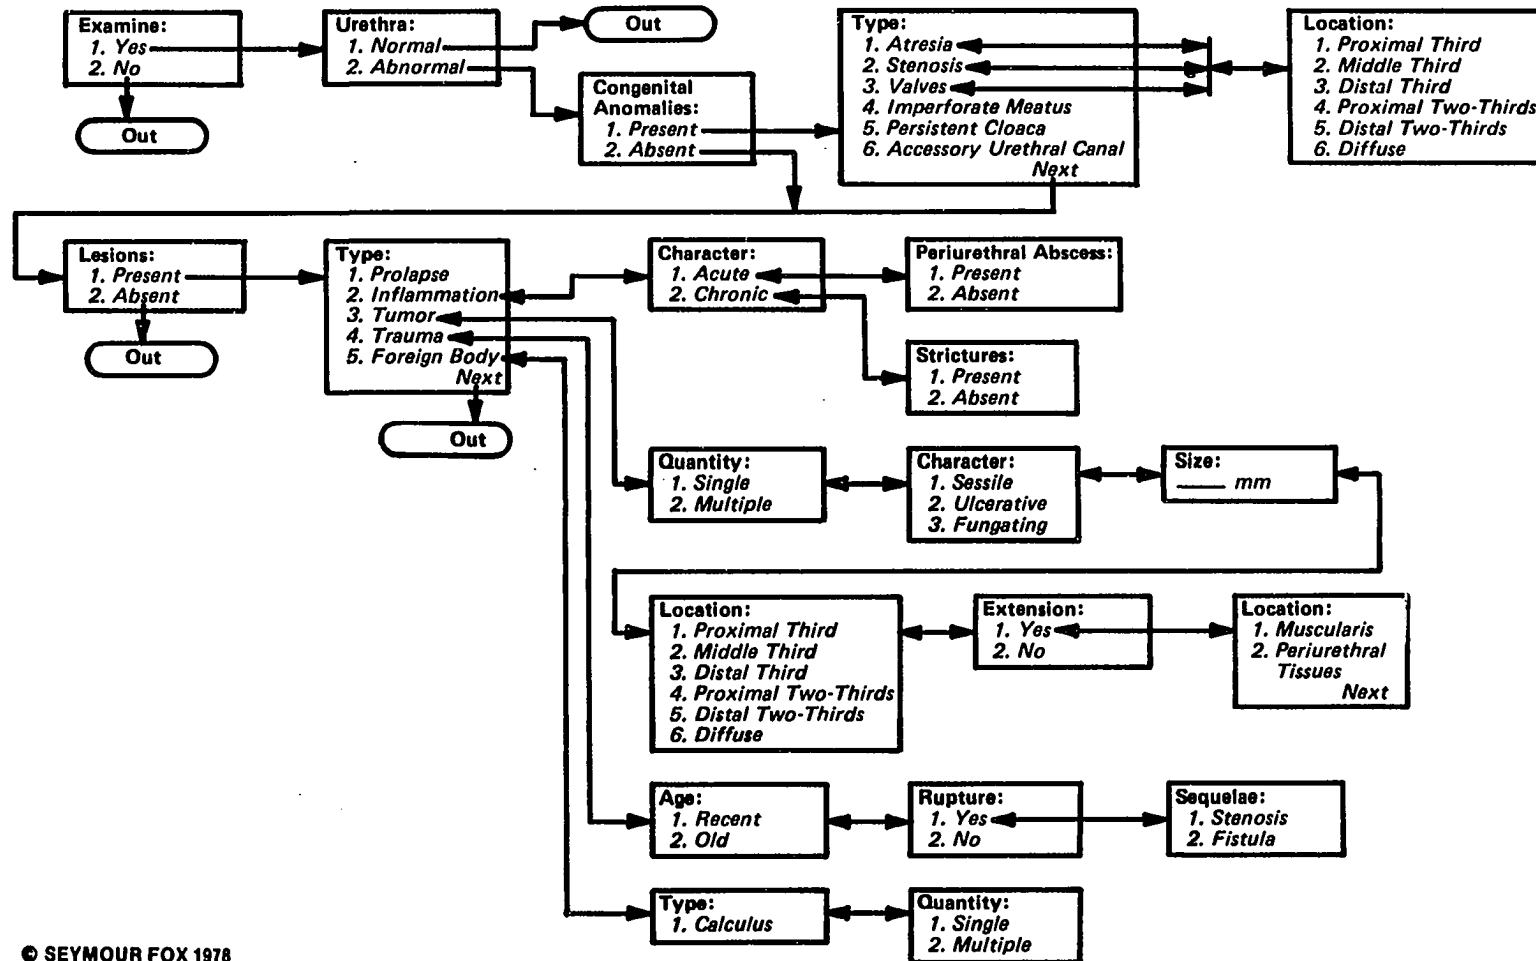 Examine:
1. Yes
2. No
Out
Urethra:
1. Normal
2. Abnormal
Out
Congenital
Anomalies:
1. Present
2. Absent
Type:
1. Atresia
2. Stenosis
3. Valves
4. Imperforate Meatus
5. Persistent Cloaca
6. Accessory Urethral Canal
Next
Location:
1. Proximal Third
2. Middle Third
3. Distal Third
4. Proximal Two-Thirds
5. Distal Two-Thirds
6. Diffuse
Lesions:
1. Present
2. Absent
Out
Type:
1. Prolapse
2. Inflammation
3. Tumor
4. Trauma
5. Foreign Body
Next
Out
Character:
1. Acute
2. Chronic
Periurethral Abscess:
1. Present
2. Absent
Strictures:
1. Present
2. Absent
Quantity:
1. Single
2. Multiple
Character:
1. Sessile
2. Ulcerative
3. Fungating
Size:
____ mm
Location:
1. Proximal Third
2. Middle Third
3. Distal Third
4. Proximal Two-Thirds
5. Distal Two-Thirds
6. Diffuse
Extension:
1. Yes
2. No
Location:
1. Muscularis
2. Periurethral
Tissues
Next
Age:
1. Recent
2. Old
Rupture:
1. Yes
2. No
Sequelae:
1. Stenosis
2. Fistula
Type:
1. Calculus
Quantity:
1. Single
2. Multiple
© SEYMOUR FOX 1978